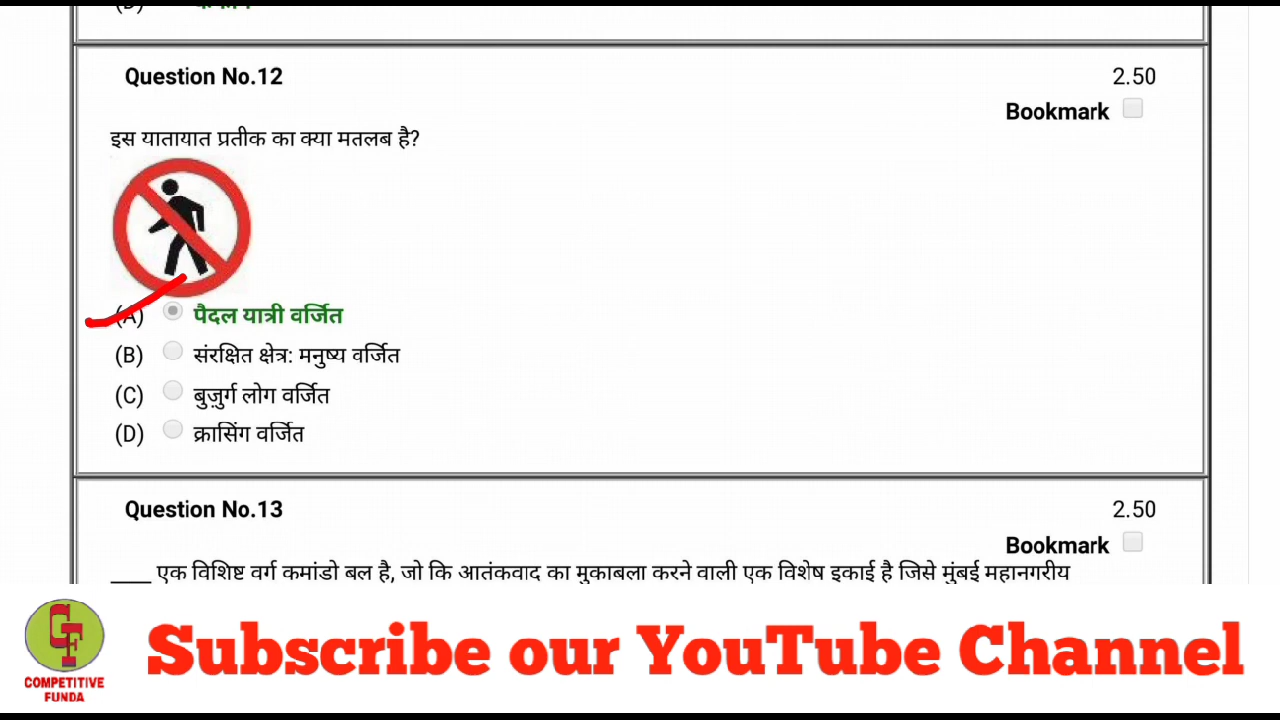 Question No.12 2.50
Bookmark
इस यातायात प्रतीक का क्या मतलब है?
(A) पैदल यात्री वर्जित
(B) संरक्षित क्षेत्र: मनुष्य वर्जित
(C) बुज़ुर्ग लोग वर्जित
(D) क्रासिंग वर्जित
Question No.13 2.50
Bookmark
____ एक विशिष्ट वर्ग कमांडो बल है, जो कि आतंकवाद का मुकाबला करने वाली एक विशेष इकाई है जिसे मुंबई महानगरीय
CF
COMPETITIVE
FUNDA
Subscribe our YouTube Channel